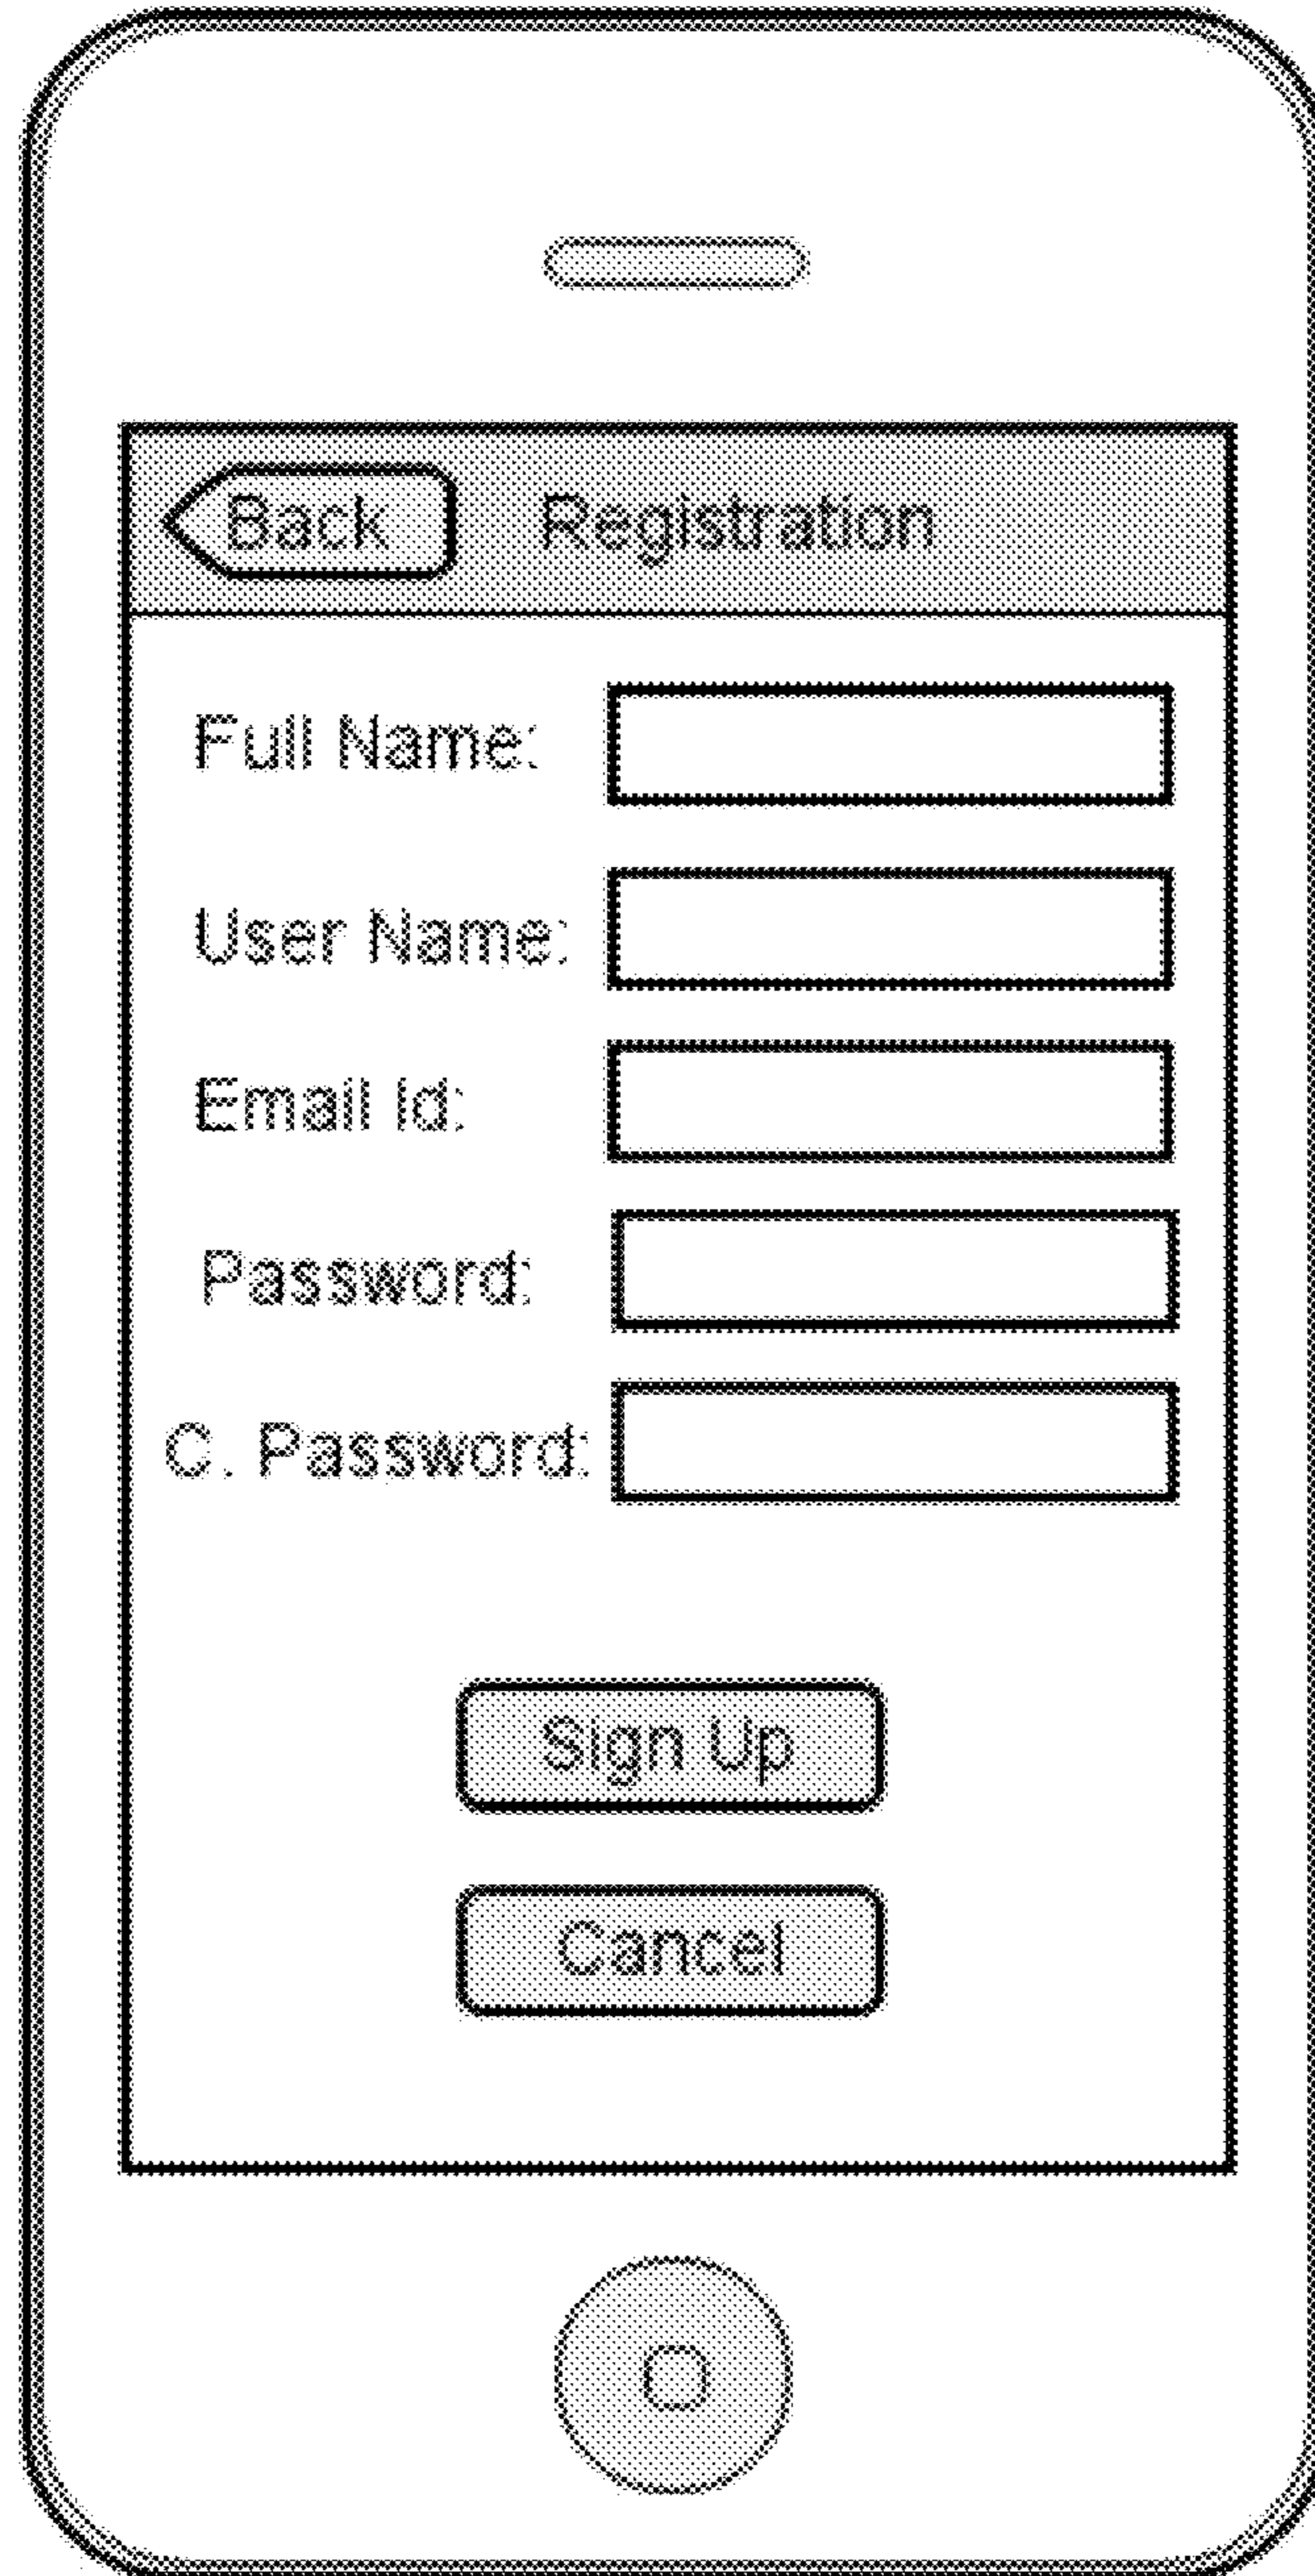 Back Registration
Full Name:
User Name:
Email Id:
Password:
C. Password:
Sign Up
Cancel